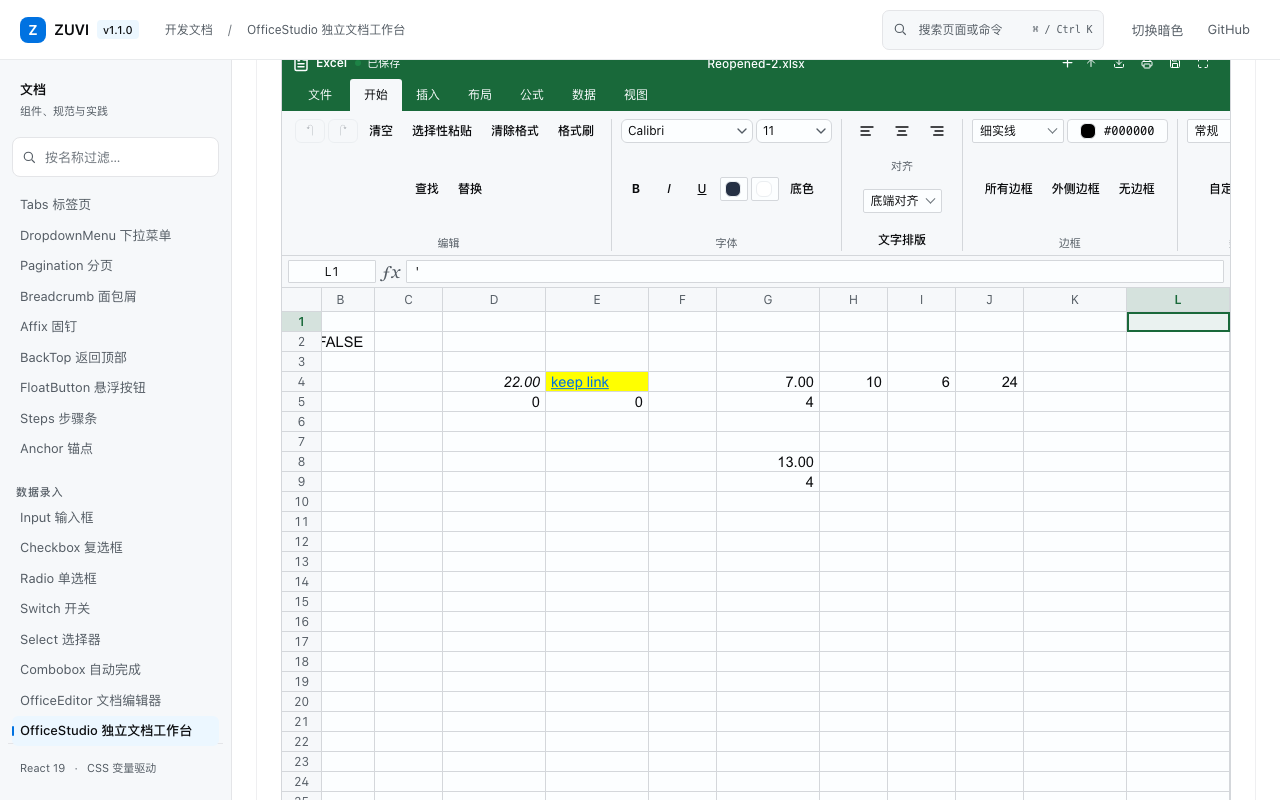 Z ZUVI v1.1.0 开发文档 / OfficeStudio 独立文档工作台 搜索页面或命令 ⌘ / Ctrl K 切换暗色 GitHub
文档
组件、规范与实践
按名称过滤...
Tabs 标签页
DropdownMenu 下拉菜单
Pagination 分页
Breadcrumb 面包屑
Affix 固钉
BackTop 返回顶部
FloatButton 悬浮按钮
Steps 步骤条
Anchor 锚点
数据录入
Input 输入框
Checkbox 复选框
Radio 单选框
Switch 开关
Select 选择器
Combobox 自动完成
OfficeEditor 文档编辑器
OfficeStudio 独立文档工作台
React 19 · CSS 变量驱动
Excel 已保存 Reopened-2.xlsx
文件 开始 插入 布局 公式 数据 视图
清空 选择性粘贴 清除格式 格式刷
查找 替换
编辑
Calibri 11
B I U 底色
字体
对齐
底端对齐
文字排版
细实线 #000000
所有边框 外侧边框 无边框
边框
常规
自定
L1 fx '
B C D E F G H I J K L
1
2 FALSE
3
4 22.00 keep link 7.00 10 6 24
5 0 0 4
6
7
8 13.00
9 4
10
11
12
13
14
15
16
17
18
19
20
21
22
23
24